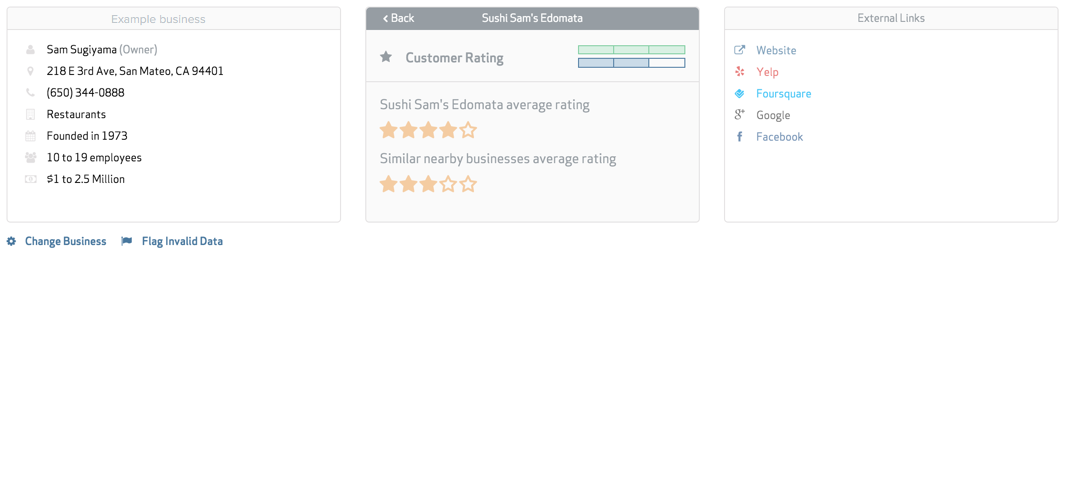 Example business
Sam Sugiyama (Owner)
218 E 3rd Ave, San Mateo, CA 94401
(650) 344-0888
Restaurants
Founded in 1973
10 to 19 employees
$1 to 2.5 Million
Back
Sushi Sam's Edomata
Customer Rating
Sushi Sam's Edomata average rating
Similar nearby businesses average rating
External Links
Website
Yelp
Foursquare
Google
Facebook
Change Business
Flag Invalid Data